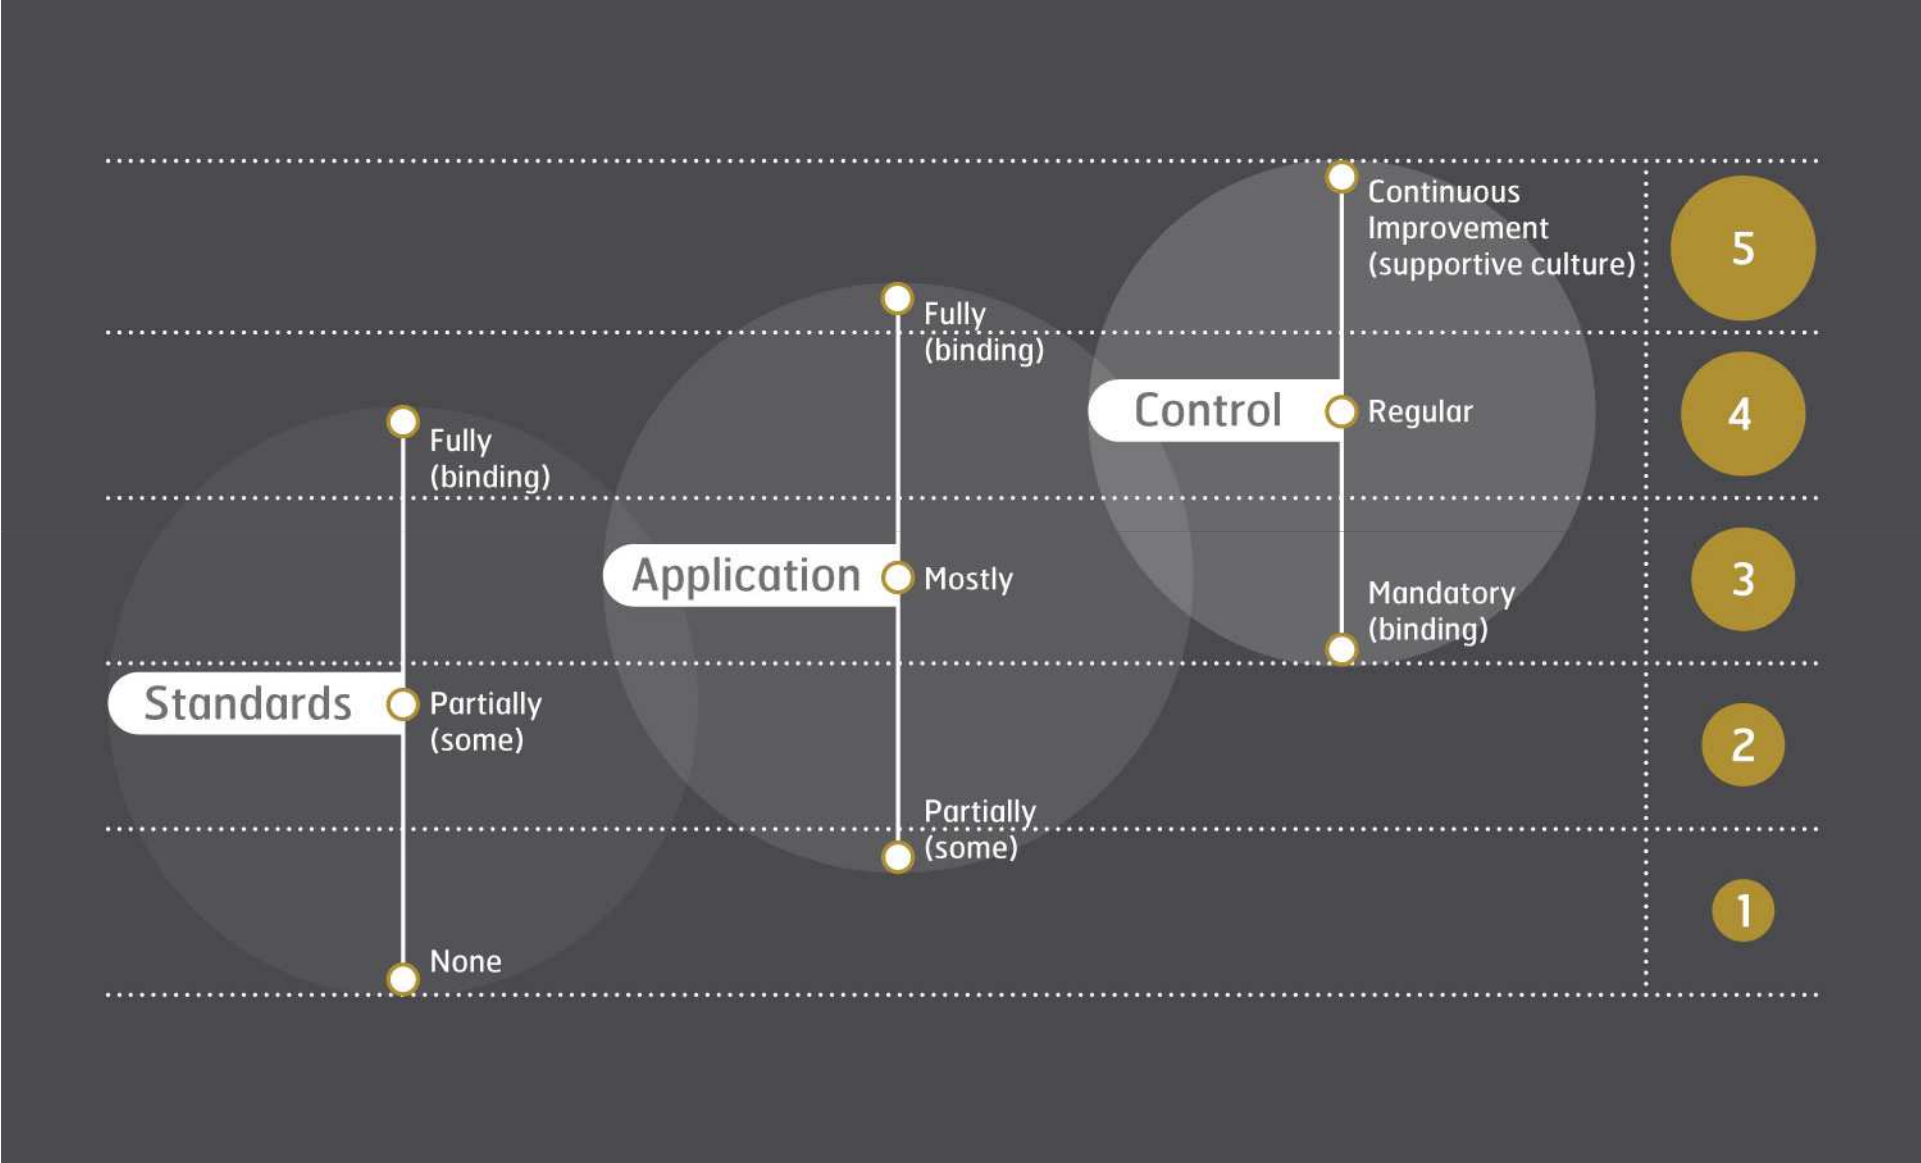 Standards
Fully
(binding)
Partially
(some)
None
Application
Fully
(binding)
Mostly
Partially
(some)
Control
Continuous
Improvement
(supportive culture)
Regular
Mandatory
(binding)
5
4
3
2
1